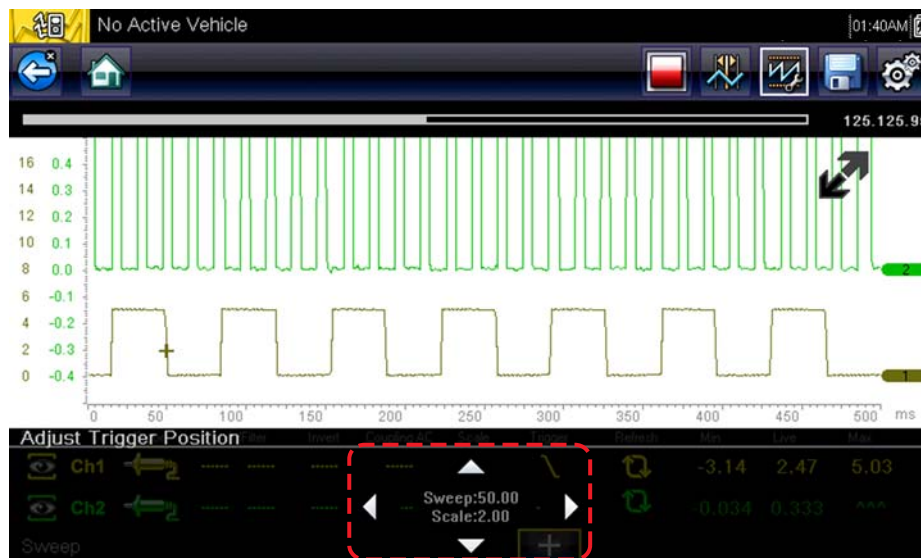 No Active Vehicle
01:40AM
125.125.9
16 0.4
14 0.3
12 0.2
10 0.1
8 0.0
2
6 -0.1
4 -0.2
2 -0.3
0 -0.4
1
0 50 100 150 200 250 300 350 400 450 500 ms
Adjust Trigger Position
Filter Invert Coupling AC Scale Trigger Refresh Min Live Max
Ch1 2 ----- ----- ----- ----- -3.14 2.47 5.03
Sweep:50.00
Scale:2.00
Ch2 2 ----- ----- ----- -0.034 0.333 ^^^
Sweep